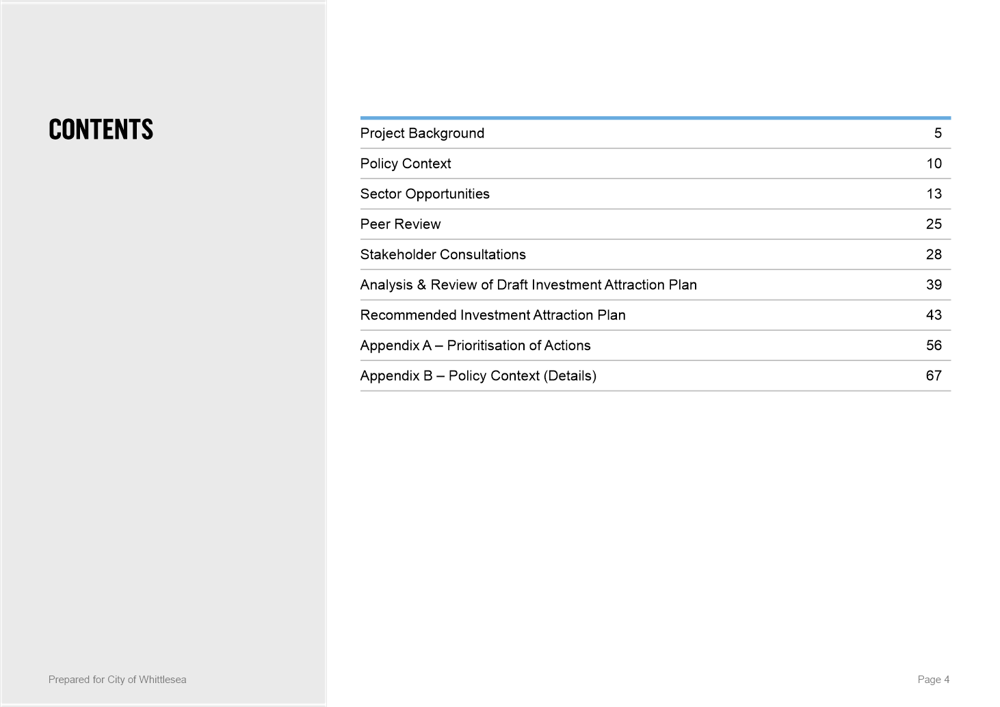 CONTENTS
Project Background 5
Policy Context 10
Sector Opportunities 13
Peer Review 25
Stakeholder Consultations 28
Analysis & Review of Draft Investment Attraction Plan 39
Recommended Investment Attraction Plan 43
Appendix A – Prioritisation of Actions 56
Appendix B – Policy Context (Details) 67
Prepared for City of Whittlesea
Page 4